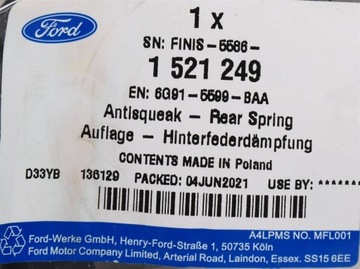 1 x
Ford
SN: FINIS-5586-
1 521 249
EN: 6G91-5599-BAA
Antisqueak - Rear Spring
Auflage - Hinterfederdämpfung
CONTENTS MADE IN Poland
D33YB 136129 PACKED: 04JUN2021 USE BY:******
A4LPMS NO. MFL001
Ford-Werke GmbH, Henry-Ford-Straße 1, 50735 Köln
Ford Motor Company Limited, Arterial Road, Laindon, Essex. SS15 6EE